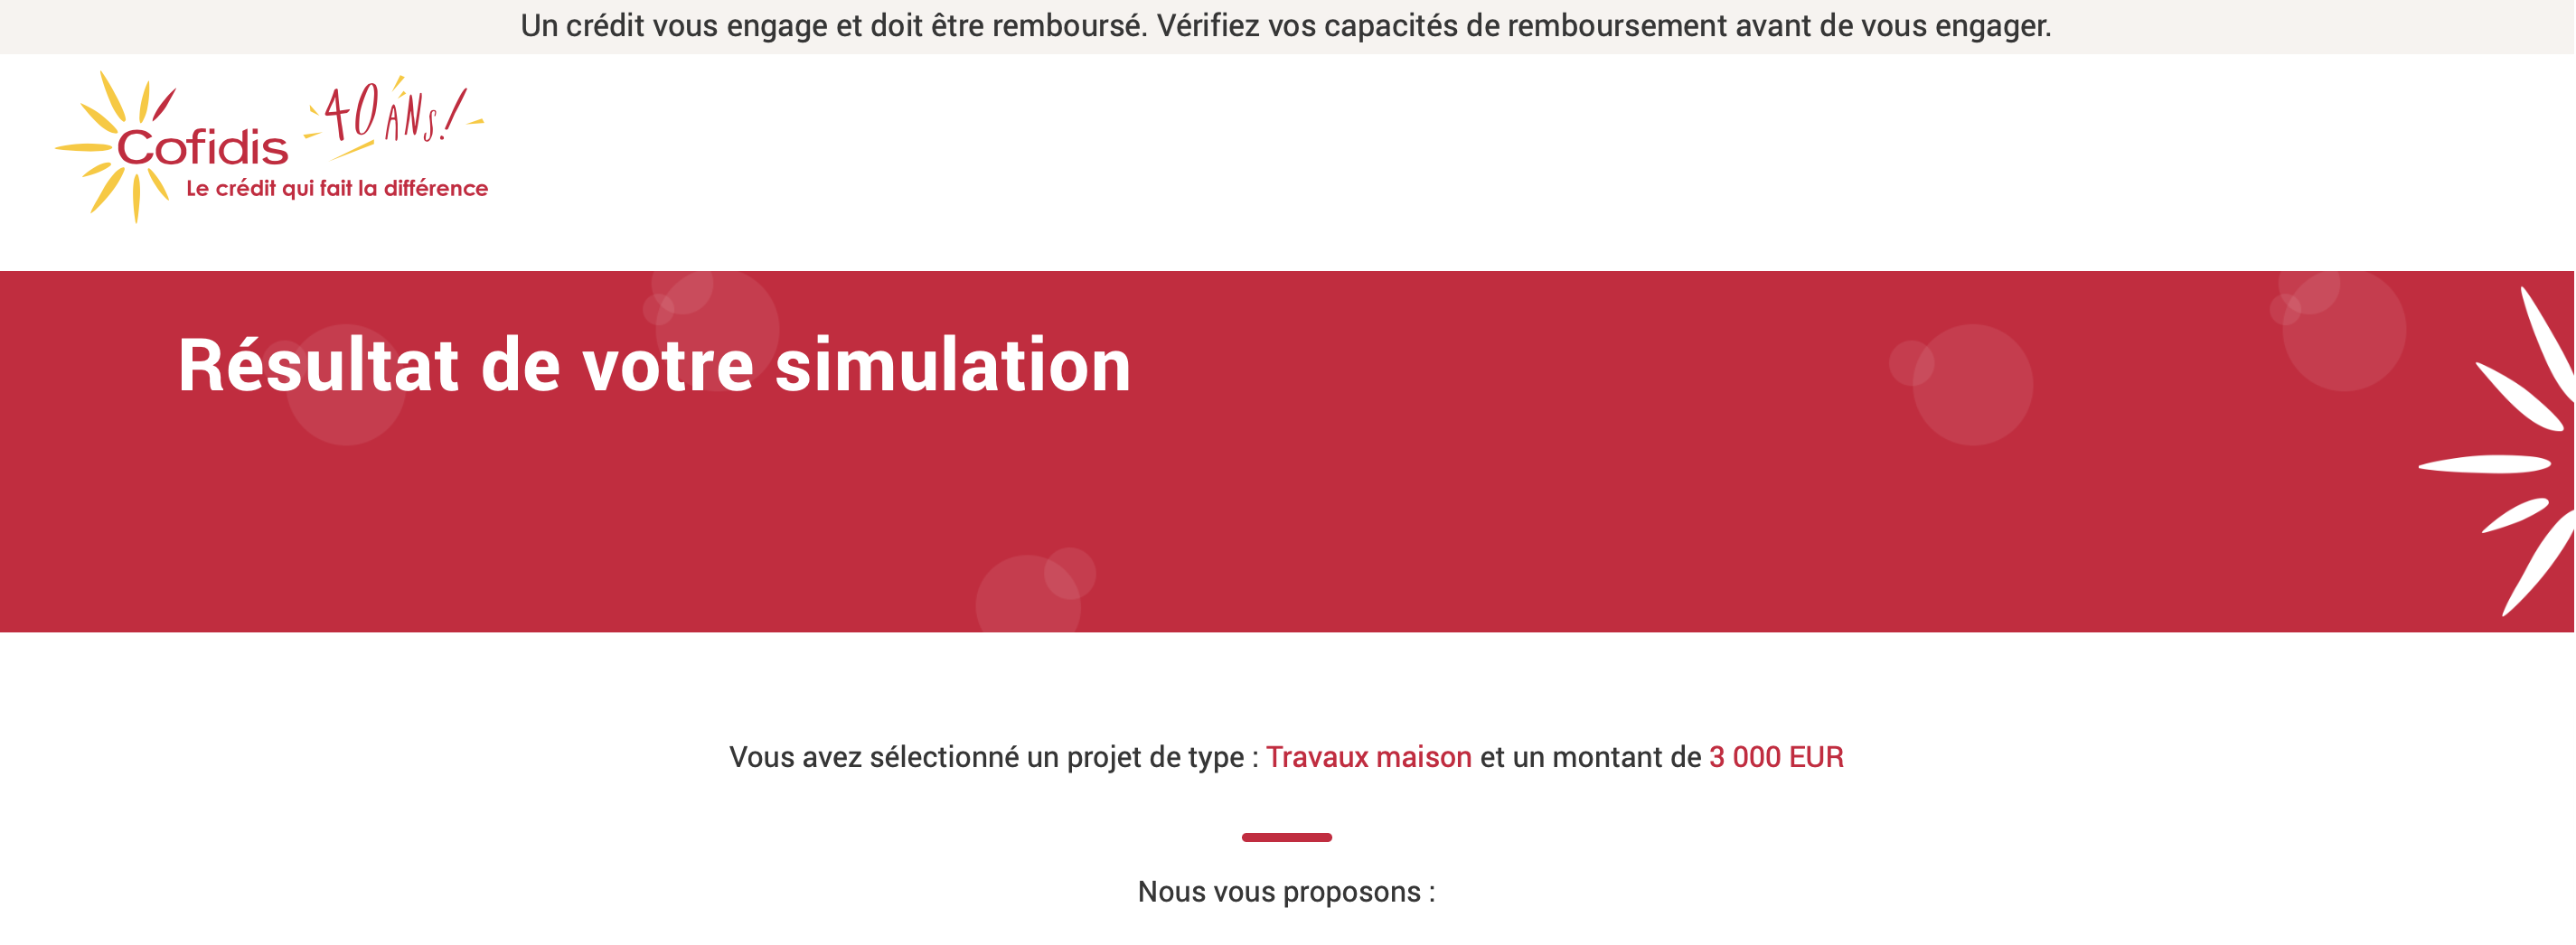 Un crédit vous engage et doit être remboursé. Vérifiez vos capacités de remboursement avant de vous engager.
Cofidis 40 ANS!
Le crédit qui fait la différence
Résultat de votre simulation
Vous avez sélectionné un projet de type : Travaux maison et un montant de 3 000 EUR
Nous vous proposons :